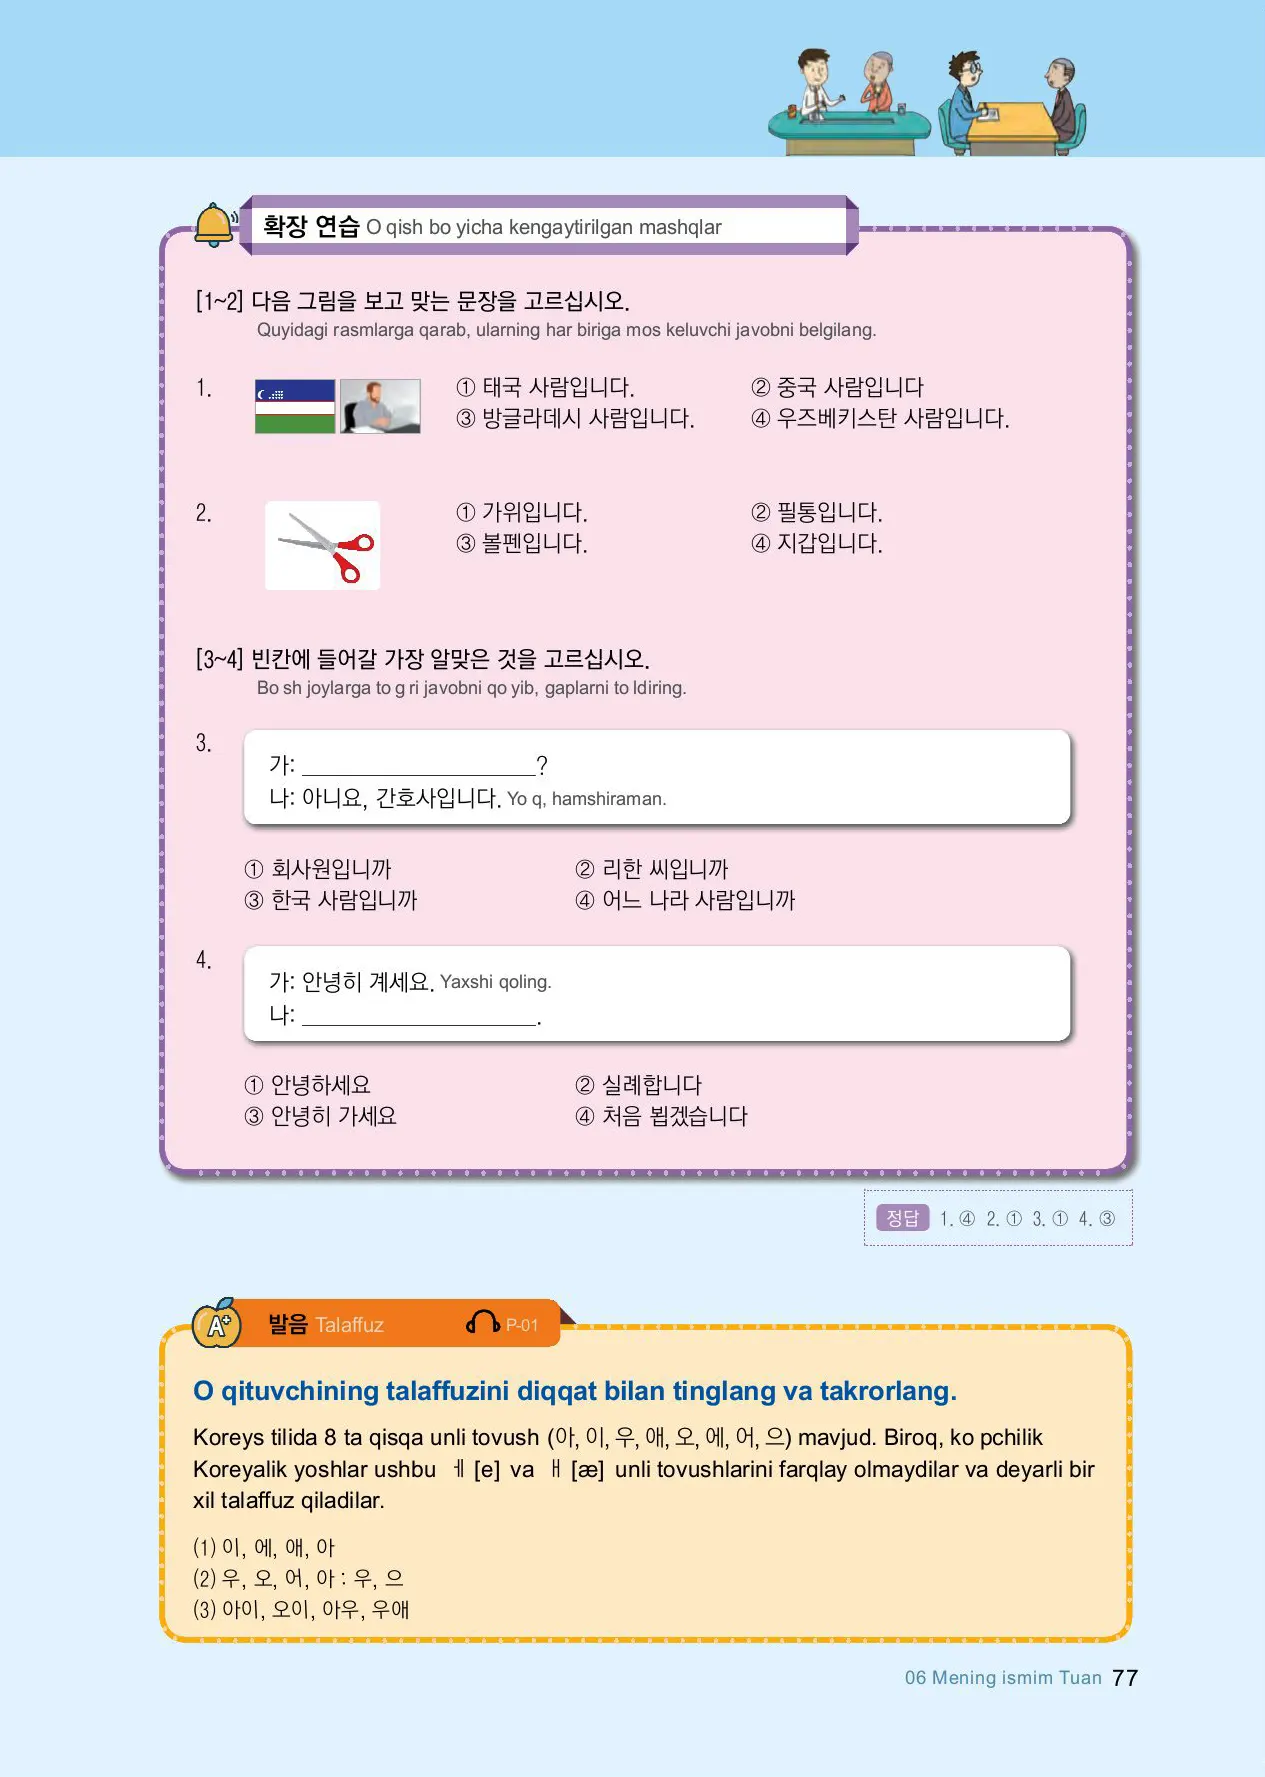 확장 연습 O qish bo yicha kengaytirilgan mashqlar
[1~2] 다음 그림을 보고 맞는 문장을 고르십시오.
Quyidagi rasmlarga qarab, ularning har biriga mos keluvchi javobni belgilang.
1.
① 태국 사람입니다. ② 중국 사람입니다
③ 방글라데시 사람입니다. ④ 우즈베키스탄 사람입니다.
2.
① 가위입니다. ② 필통입니다.
③ 볼펜입니다. ④ 지갑입니다.
[3~4] 빈칸에 들어갈 가장 알맞은 것을 고르십시오.
Bo sh joylarga to g ri javobni qo yib, gaplarni to ldiring.
3.
가: ____________________?
나: 아니요, 간호사입니다. Yo q, hamshiraman.
① 회사원입니까 ② 리한 씨입니까
③ 한국 사람입니까 ④ 어느 나라 사람입니까
4.
가: 안녕히 계세요. Yaxshi qoling.
나: ____________________.
① 안녕하세요 ② 실례합니다
③ 안녕히 가세요 ④ 처음 뵙겠습니다
정답 1. ④ 2. ① 3. ① 4. ③
A+ 발음 Talaffuz P-01
O qituvchining talaffuzini diqqat bilan tinglang va takrorlang.
Koreys tilida 8 ta qisqa unli tovush (아, 이, 우, 애, 오, 에, 어, 으) mavjud. Biroq, ko pchilik
Koreyalik yoshlar ushbu ㅔ [e] va ㅐ [æ] unli tovushlarini farqlay olmaydilar va deyarli bir
xil talaffuz qiladilar.
(1) 이, 에, 애, 아
(2) 우, 오, 어, 아 : 우, 으
(3) 아이, 오이, 아우, 우애
06 Mening ismim Tuan 77